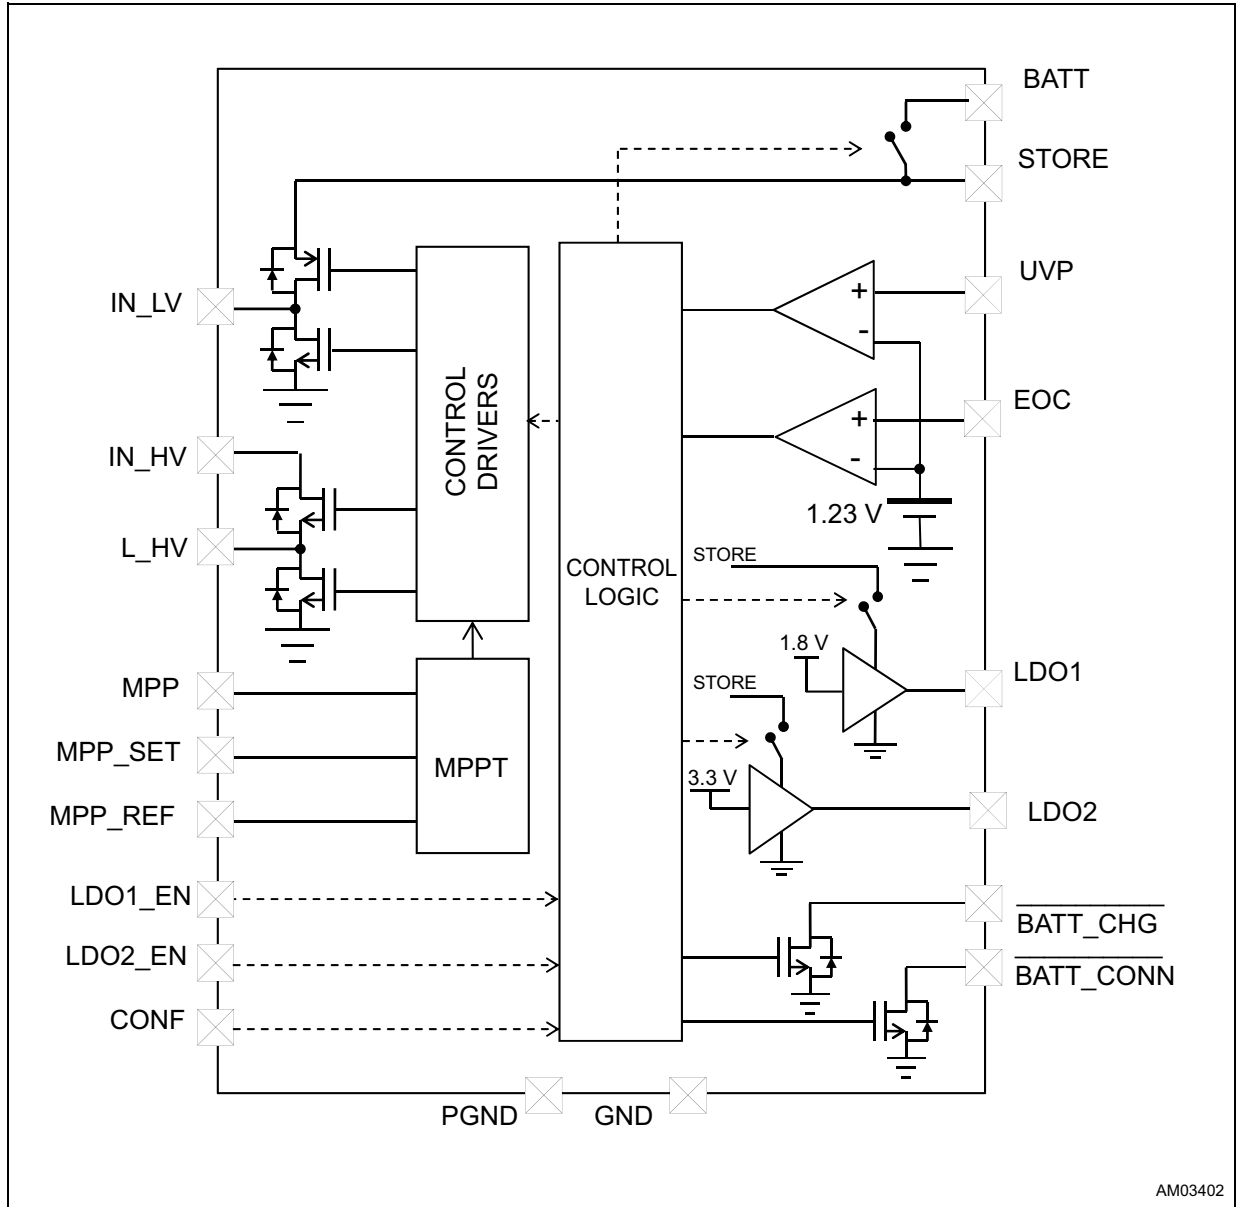 BATT
STORE
UVP
IN_LV
+
-
CONTROL
DRIVERS
EOC
+
-
IN_HV
1.23 V
L_HV
STORE
CONTROL
LOGIC
1.8 V
LDO1
MPP
STORE
MPP_SET
MPPT
3.3 V
MPP_REF
LDO2
LDO1_EN
BATT_CHG
LDO2_EN
BATT_CONN
CONF
PGND
GND
AM03402